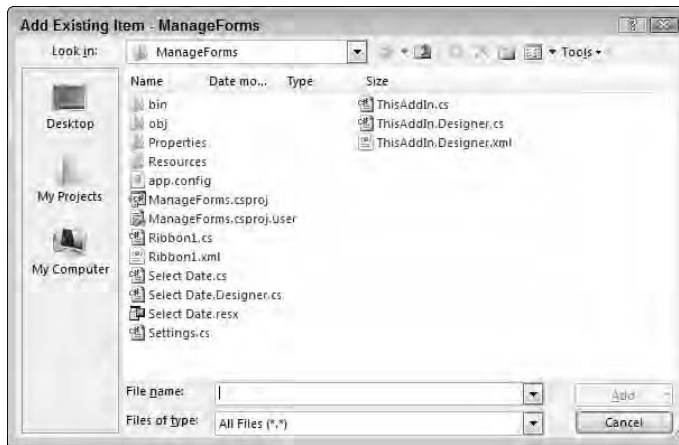 Add Existing Item - ManageForms
Look in:
ManageForms
Tools
Name Date mo... Type Size
Desktop
My Projects
My Computer
bin
obj
Properties
Resources
app.config
ManageForms.csproj
ManageForms.csproj.user
Ribbon1.cs
Ribbon1.xml
Select Date.cs
Select Date.Designer.cs
Select Date.resx
Settings.cs
ThisAddIn.cs
ThisAddIn.Designer.cs
ThisAddIn.Designer.xml
File name:
Add
Files of type: All Files (*.*)
Cancel